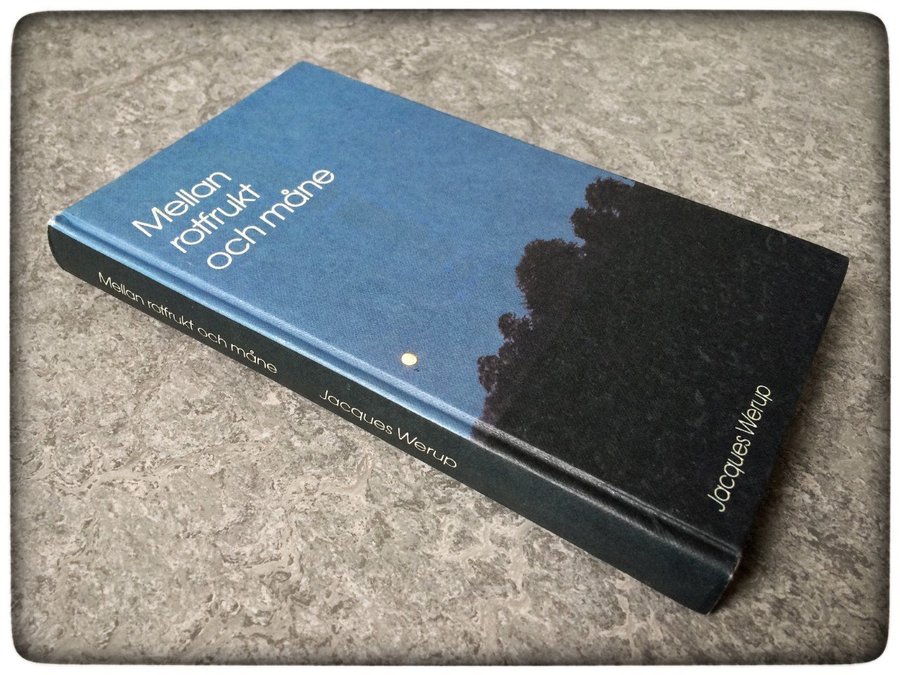 Mellan
rotfrukt
och måne
Jacques Werup
Mellan rotfrukt och måne
Jacques Werup